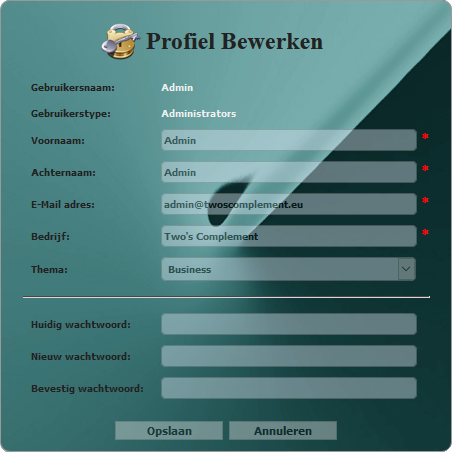 Profiel Bewerken
Gebruikersnaam: Admin
Gebruikerstype: Administrators
Voornaam: Admin *
Achternaam: Admin *
E-Mail adres: admin@twoscomplement.eu *
Bedrijf: Two's Complement *
Thema: Business
Huidig wachtwoord:
Nieuw wachtwoord:
Bevestig wachtwoord:
Opslaan Annuleren